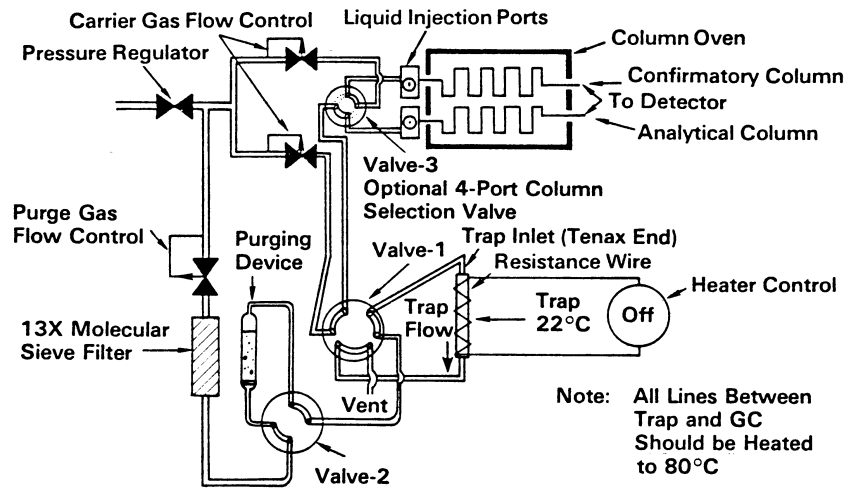 Carrier Gas Flow Control
Pressure Regulator
Liquid Injection Ports
Column Oven
Confirmatory Column
To Detector
Analytical Column
Valve-3
Optional 4-Port Column
Selection Valve
Purge Gas
Flow Control
Purging
Device
Valve-1
Trap Inlet (Tenax End)
Resistance Wire
Heater Control
Trap
Flow
Trap
22°C
Off
13X Molecular
Sieve Filter
Vent
Valve-2
Note: All Lines Between
Trap and GC
Should be Heated
to 80°C